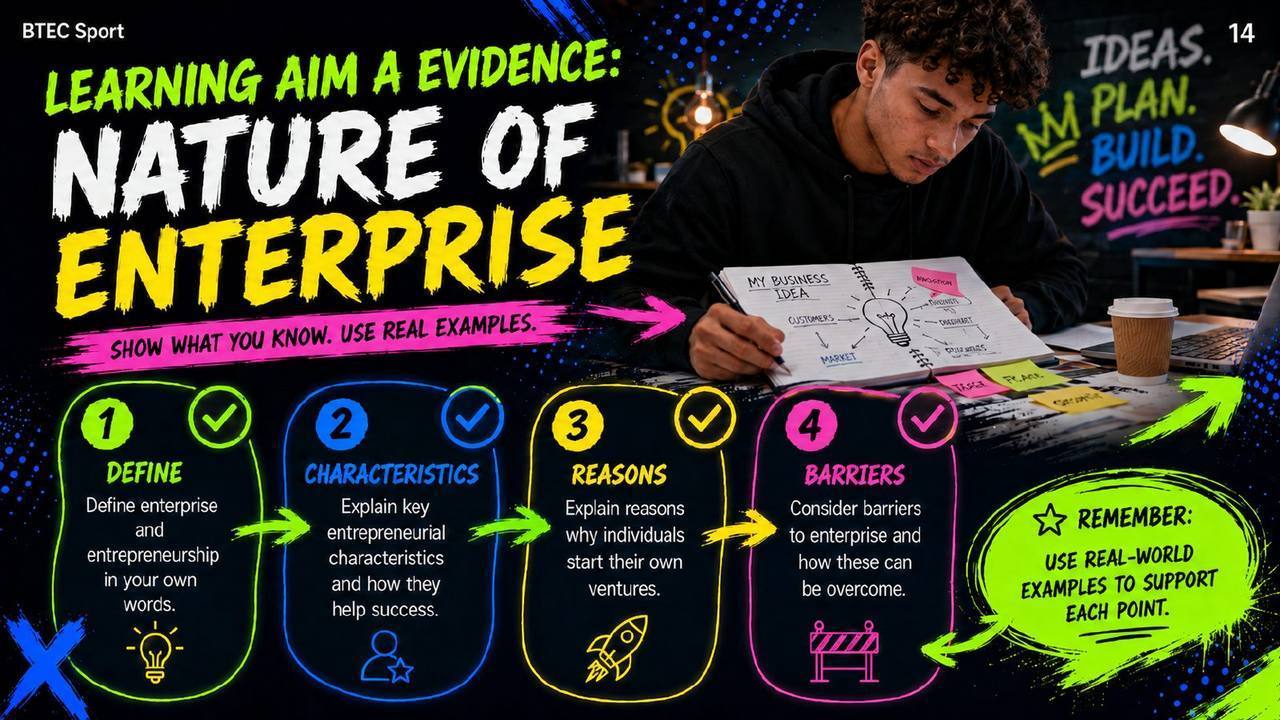 BTEC Sport
14
LEARNING AIM A EVIDENCE:
NATURE OF
ENTERPRISE
SHOW WHAT YOU KNOW. USE REAL EXAMPLES.
IDEAS.
PLAN.
BUILD.
SUCCEED.
MY BUSINESS
IDEA
CUSTOMERS
MARKET
1
DEFINE
Define enterprise
and
entrepreneurship
in your own
words.
2
CHARACTERISTICS
Explain key
entrepreneurial
characteristics
and how they
help success.
3
REASONS
Explain reasons
why individuals
start their own
ventures.
4
BARRIERS
Consider barriers
to enterprise and
how these can
be overcome.
REMEMBER:
USE REAL-WORLD
EXAMPLES TO SUPPORT
EACH POINT.